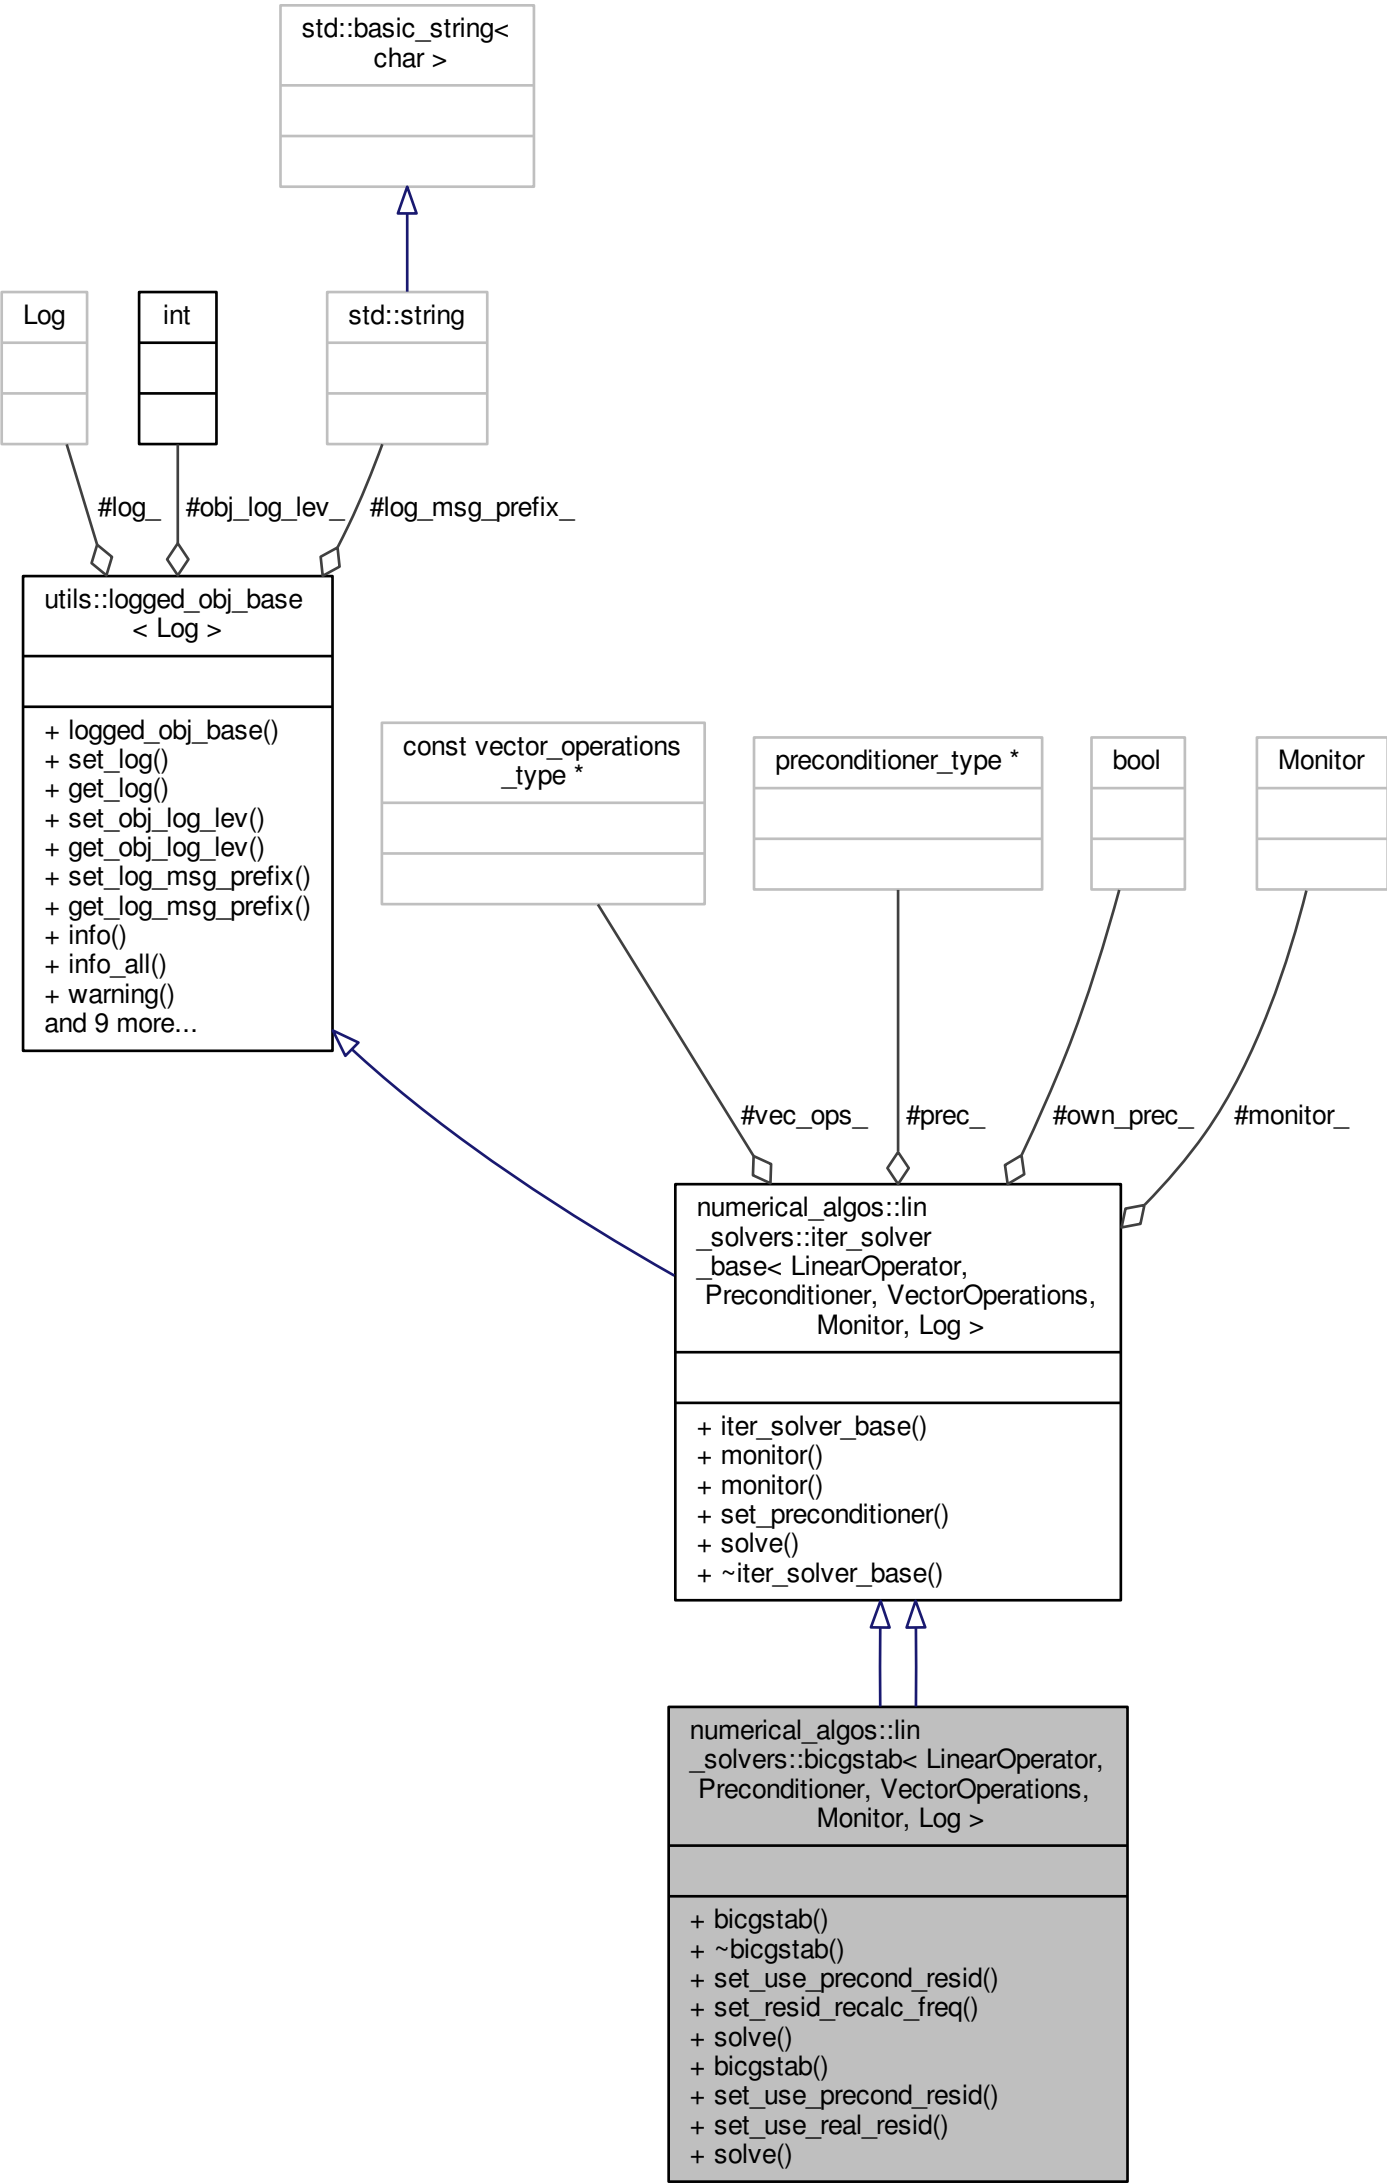 std::basic_string<
char >
Log
int
std::string
#log_
#obj_log_lev_
#log_msg_prefix_
utils::logged_obj_base
< Log >
+ logged_obj_base()
+ set_log()
+ get_log()
+ set_obj_log_lev()
+ get_obj_log_lev()
+ set_log_msg_prefix()
+ get_log_msg_prefix()
+ info()
+ info_all()
+ warning()
and 9 more...
const vector_operations
_type *
preconditioner_type *
bool
Monitor
#vec_ops_
#prec_
#own_prec_
#monitor_
numerical_algos::lin
_solvers::iter_solver
_base< LinearOperator,
Preconditioner, VectorOperations,
Monitor, Log >
+ iter_solver_base()
+ monitor()
+ monitor()
+ set_preconditioner()
+ solve()
+ ~iter_solver_base()
numerical_algos::lin
_solvers::bicgstab< LinearOperator,
Preconditioner, VectorOperations,
Monitor, Log >
+ bicgstab()
+ ~bicgstab()
+ set_use_precond_resid()
+ set_resid_recalc_freq()
+ solve()
+ bicgstab()
+ set_use_precond_resid()
+ set_use_real_resid()
+ solve()